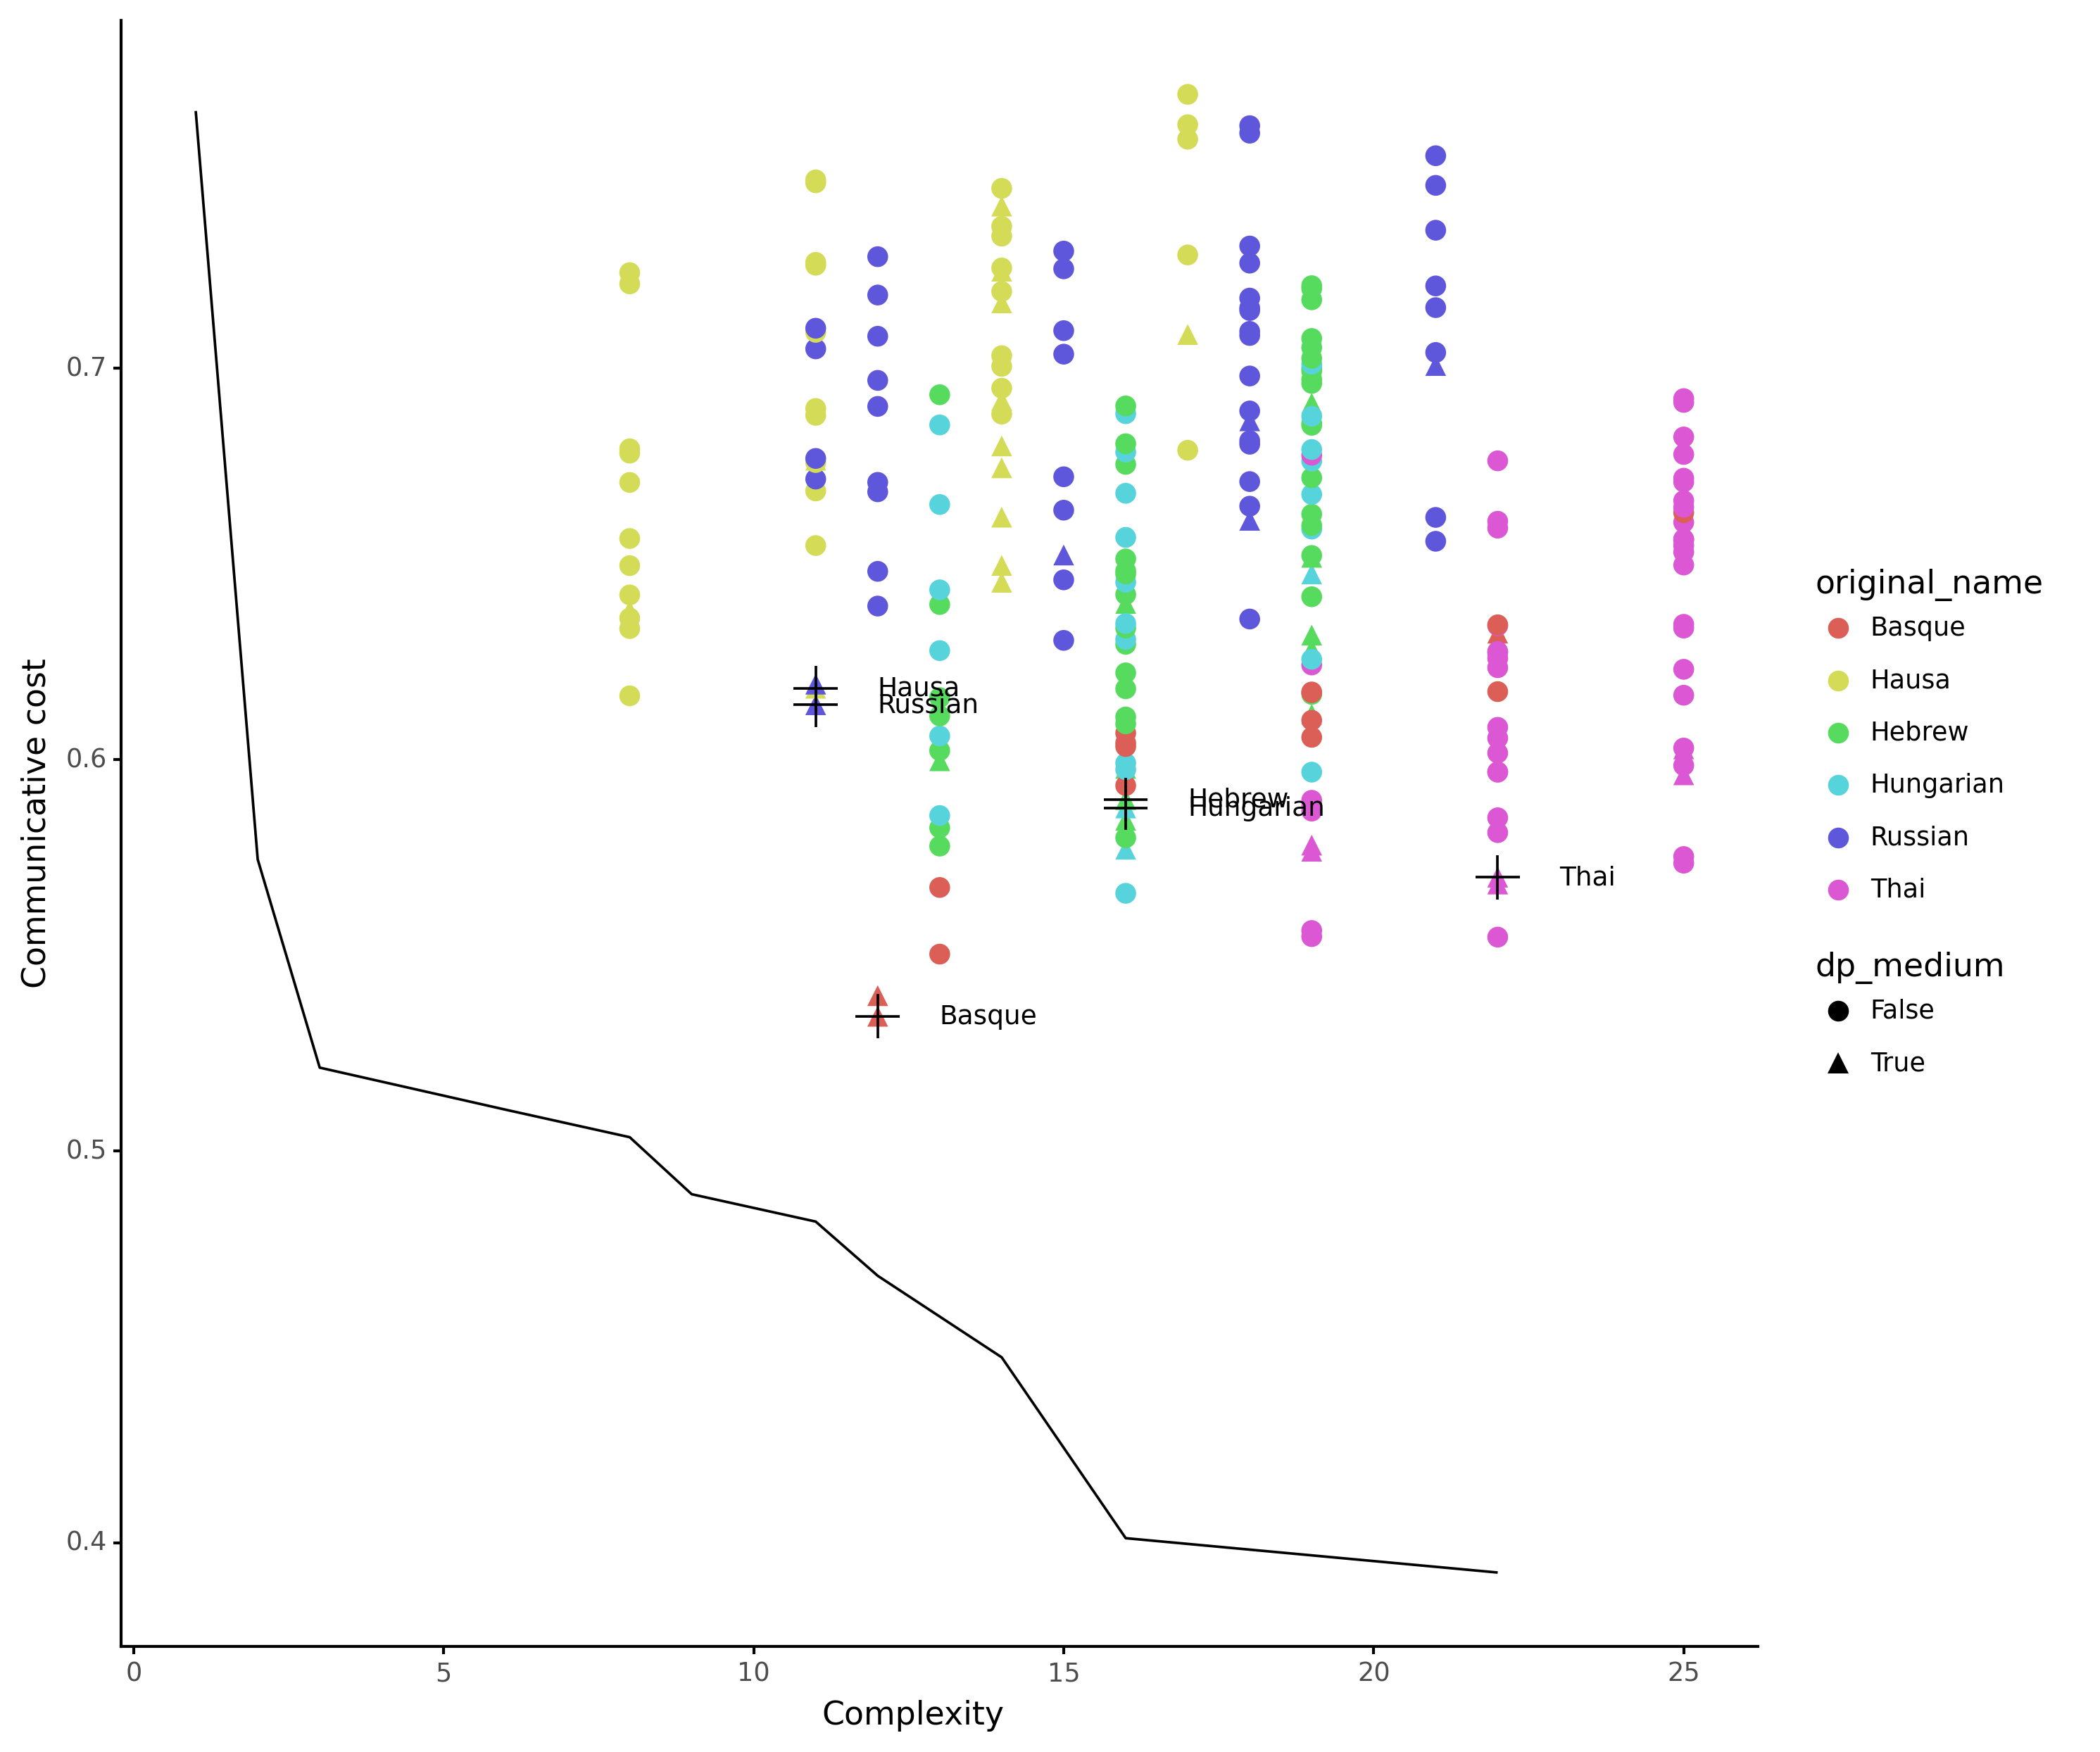 Communicative cost
0.7
0.6
0.5
0.4
Hausa
Russian
Hebrew
Hungarian
Thai
Basque
0
5
10
15
20
25
Complexity
original_name
Basque
Hausa
Hebrew
Hungarian
Russian
Thai
dp_medium
False
True